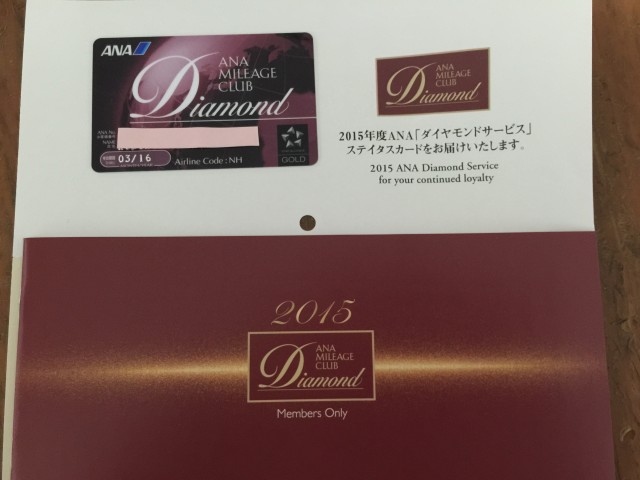 ANA
ANA
MILEAGE
CLUB
Diamond
ANA No.
03/16
Airline Code : NH
GOLD
ANA
MILEAGE
CLUB
Diamond
2015年度ANA「ダイヤモンドサービス」
ステイタスカードをお届けいたします。
2015 ANA Diamond Service
for your continued loyalty
2015
ANA
MILEAGE
CLUB
Diamond
Members Only